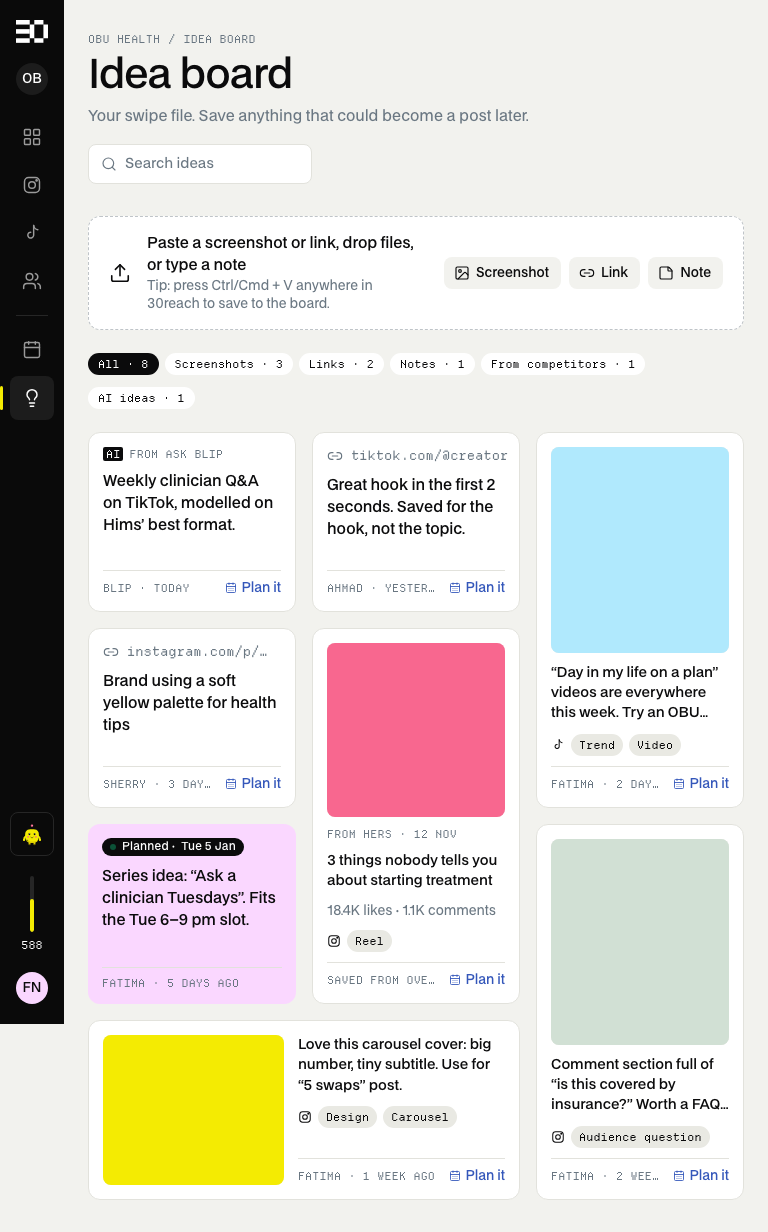 30
OB
588
FN
OBU HEALTH / IDEA BOARD
Idea board
Your swipe file. Save anything that could become a post later.
Search ideas
Paste a screenshot or link, drop files,
or type a note
Tip: press Ctrl/Cmd + V anywhere in
30reach to save to the board.
Screenshot
Link
Note
All · 8
Screenshots · 3
Links · 2
Notes · 1
From competitors · 1
AI ideas · 1
AI FROM ASK BLIP
Weekly clinician Q&A
on TikTok, modelled on
Hims’ best format.
BLIP · TODAY
Plan it
tiktok.com/@creator
Great hook in the first 2
seconds. Saved for the
hook, not the topic.
AHMAD · YESTER…
Plan it
“Day in my life on a plan”
videos are everywhere
this week. Try an OBU…
Trend
Video
FATIMA · 2 DAY…
Plan it
instagram.com/p/…
Brand using a soft
yellow palette for health
tips
SHERRY · 3 DAY…
Plan it
FROM HERS · 12 NOV
3 things nobody tells you
about starting treatment
18.4K likes · 1.1K comments
Reel
SAVED FROM OVE…
Plan it
Planned · Tue 5 Jan
Series idea: “Ask a
clinician Tuesdays”. Fits
the Tue 6–9 pm slot.
FATIMA · 5 DAYS AGO
Comment section full of
“is this covered by
insurance?” Worth a FAQ…
Audience question
FATIMA · 2 WEE…
Plan it
Love this carousel cover: big
number, tiny subtitle. Use for
“5 swaps” post.
Design
Carousel
FATIMA · 1 WEEK AGO
Plan it